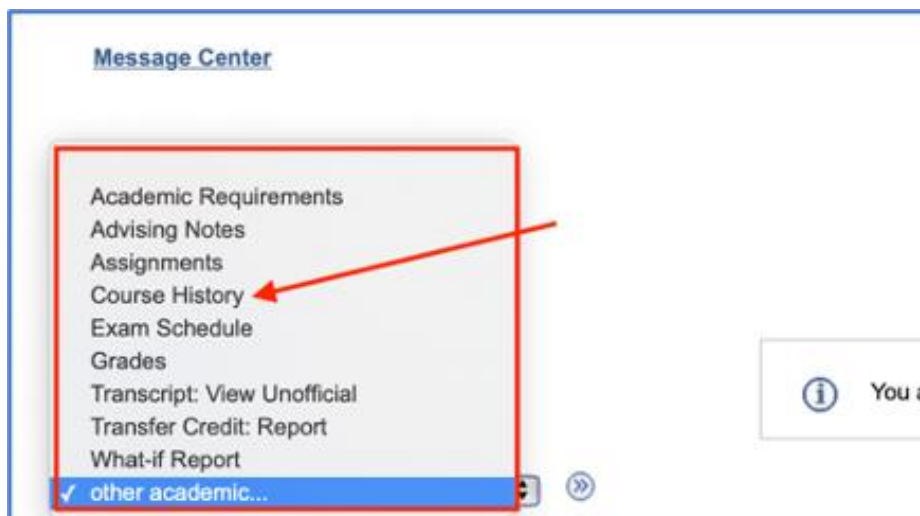 Message Center
Academic Requirements
Advising Notes
Assignments
Course History
Exam Schedule
Grades
Transcript: View Unofficial
Transfer Credit: Report
What-if Report
✓ other academic...
You a